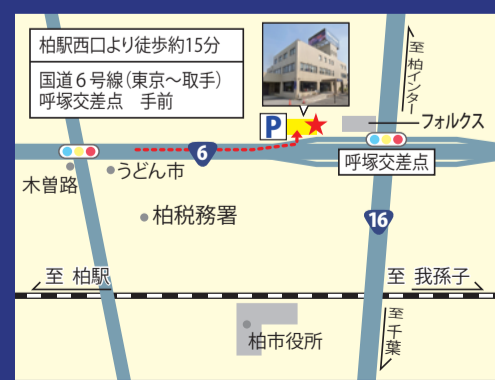 柏駅西口より徒歩約15分
国道6号線(東京～取手)
呼塚交差点 手前
至 柏インター
P
フォルクス
6
呼塚交差点
木曽路
うどん市
柏税務署
16
至 柏駅
至 我孫子
至 千葉
柏市役所